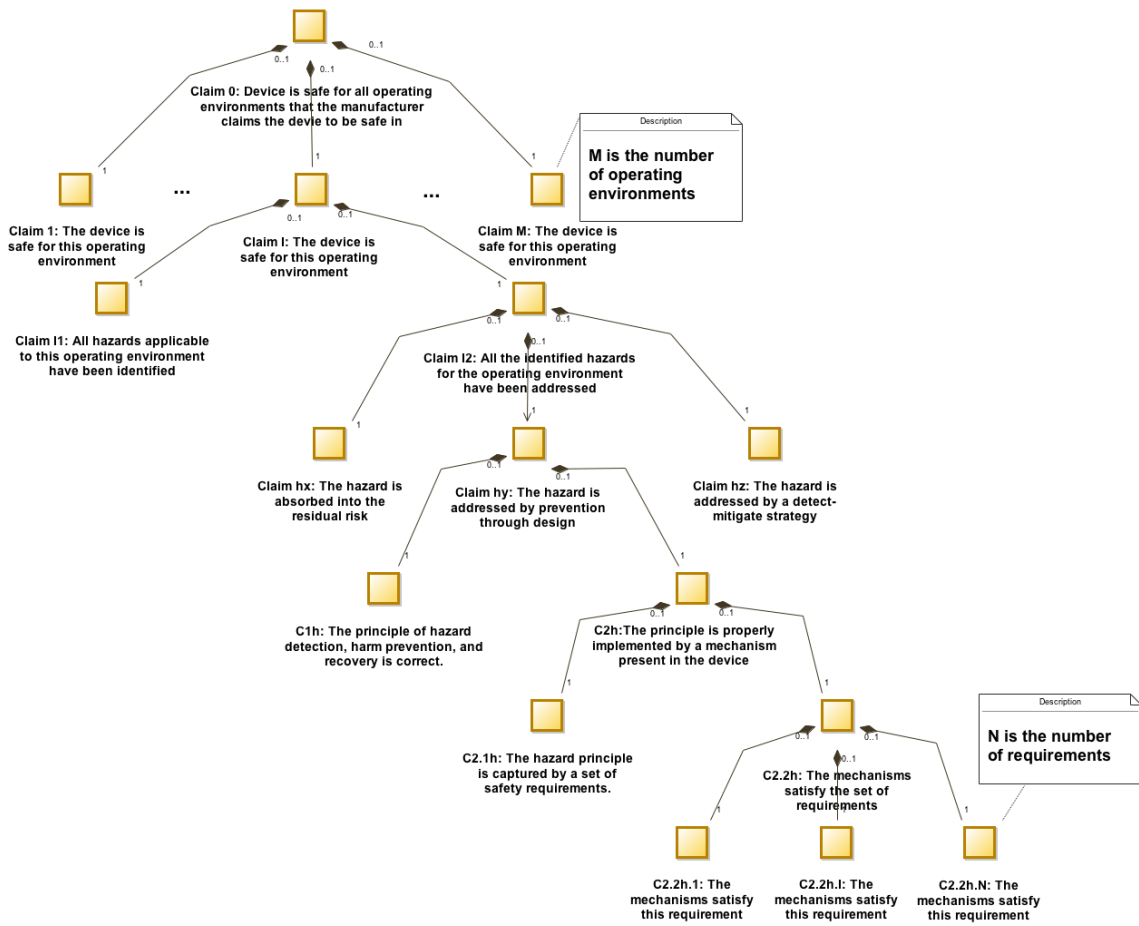 0..1
0..1
0..1
Claim 0: Device is safe for all operating
environments that the manufacturer
claims the devie to be safe in
Description
M is the number
of operating
environments
1
1
1
...
...
0..1
0..1
Claim 1: The device is
safe for this operating
environment
Claim I: The device is
safe for this operating
environment
Claim M: The device is
safe for this operating
environment
1
1
Claim I1: All hazards applicable
to this operating environment
have been identified
0..1
0..1
0..1
Claim I2: All the identified hazards
for the operating environment
have been addressed
1
1
1
0..1
0..1
Claim hx: The hazard is
absorbed into the
residual risk
Claim hy: The hazard is
addressed by prevention
through design
Claim hz: The hazard is
addressed by a detect-
mitigate strategy
1
1
0..1
0..1
C1h: The principle of hazard
detection, harm prevention, and
recovery is correct.
C2h:The principle is properly
implemented by a mechanism
present in the device
1
1
Description
N is the number
of requirements
0..1
0..1
0..1
C2.1h: The hazard principle
is captured by a set of
safety requirements.
C2.2h: The mechanisms
satisfy the set of
requirements
1
1
1
C2.2h.1: The
mechanisms satisfy
this requirement
C2.2h.I: The
mechanisms satisfy
this requirement
C2.2h.N: The
mechanisms satisfy
this requirement